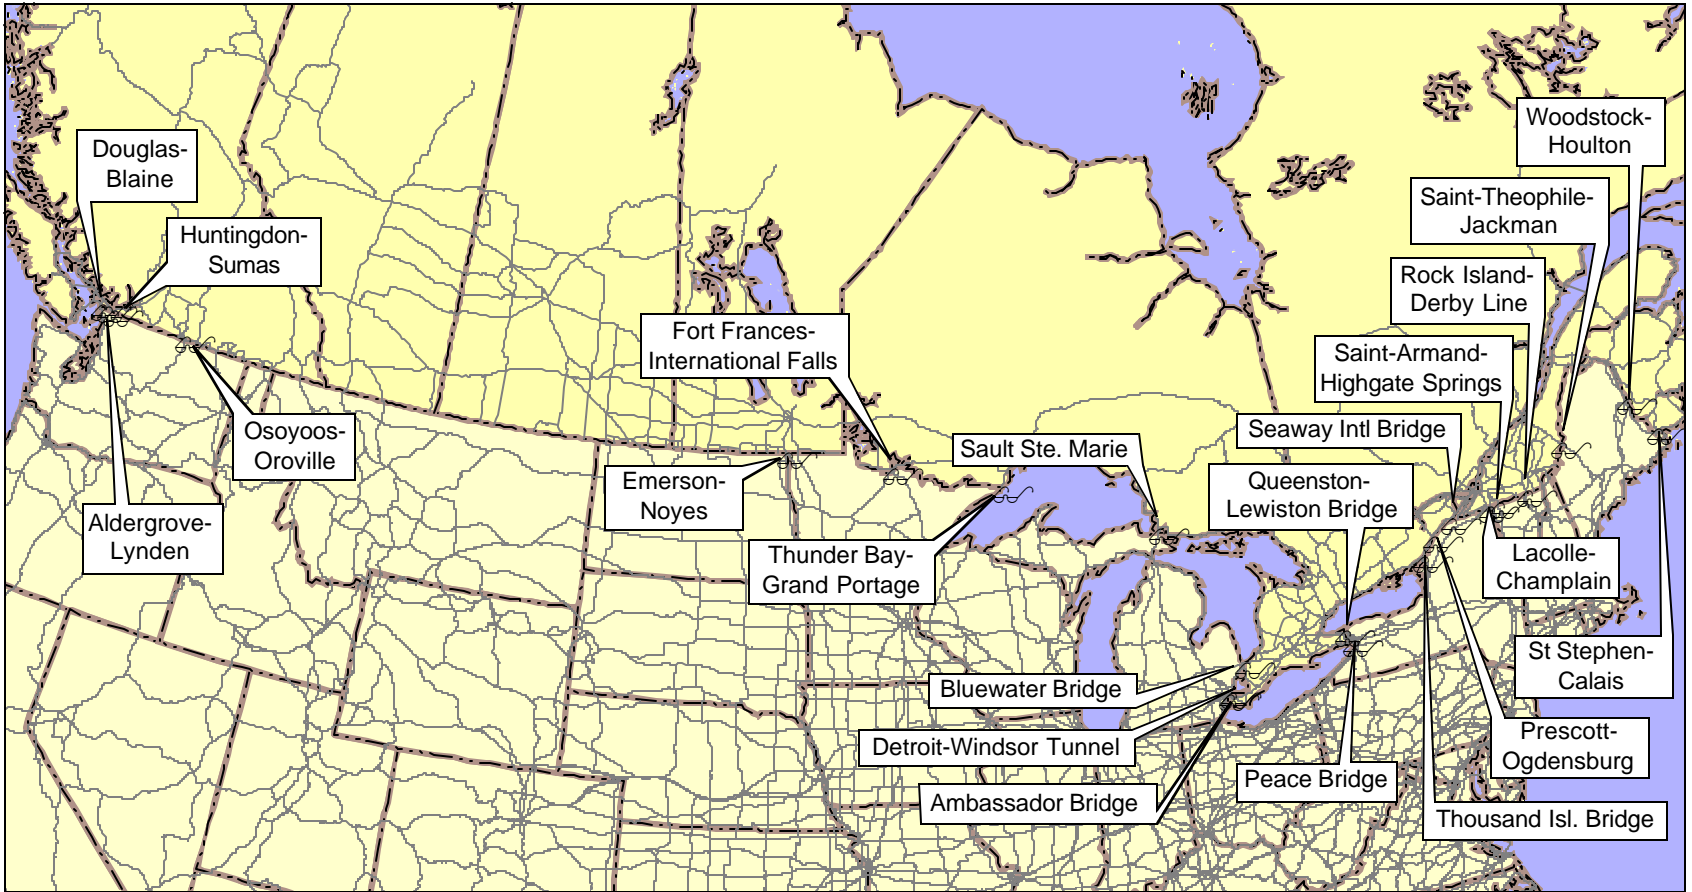 Douglas-
Blaine
Huntingdon-
Sumas
Osoyoos-
Oroville
Aldergrove-
Lynden
Fort Frances-
International Falls
Emerson-
Noyes
Thunder Bay-
Grand Portage
Sault Ste. Marie
Bluewater Bridge
Detroit-Windsor Tunnel
Ambassador Bridge
Woodstock-
Houlton
Saint-Theophile-
Jackman
Rock Island-
Derby Line
Saint-Armand-
Highgate Springs
Seaway Intl Bridge
Queenston-
Lewiston Bridge
Lacolle-
Champlain
St Stephen-
Calais
Prescott-
Ogdensburg
Peace Bridge
Thousand Isl. Bridge